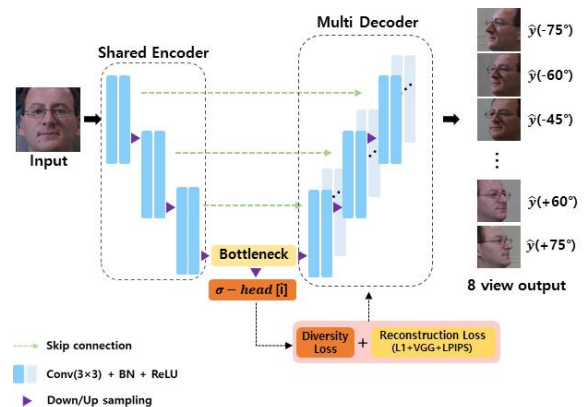 Multi Decoder
Shared Encoder
Input
Bottleneck
σ − head [i]
ŷ(-75°)
ŷ(-60°)
ŷ(-45°)
⋮
ŷ(+60°)
ŷ(+75°)
8 view output
Diversity
Loss
+
Reconstruction Loss
(L1+VGG+LPIPS)
Skip connection
Conv(3×3) + BN + ReLU
Down/Up sampling